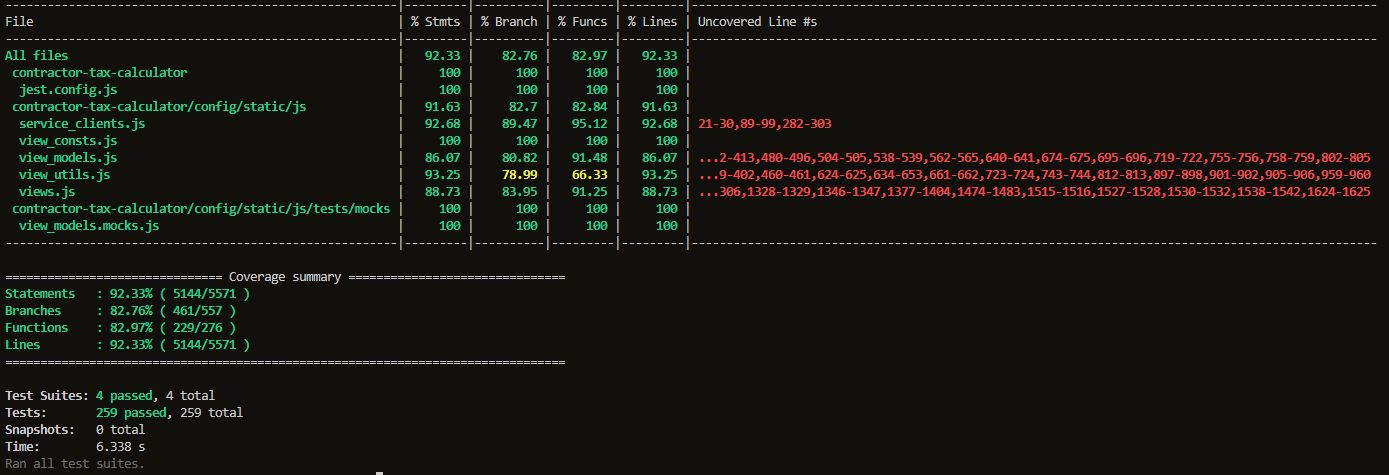 --------------------------------------------------------|---------|----------|---------|---------|--------------------------------------------------------------------------------------------------
File                                                    | % Stmts | % Branch | % Funcs | % Lines | Uncovered Line #s
--------------------------------------------------------|---------|----------|---------|---------|--------------------------------------------------------------------------------------------------
All files                                               |   92.33 |    82.76 |   82.97 |   92.33 |
 contractor-tax-calculator                              |     100 |      100 |     100 |     100 |
  jest.config.js                                        |     100 |      100 |     100 |     100 |
 contractor-tax-calculator/config/static/js             |   91.63 |     82.7 |   82.84 |   91.63 |
  service_clients.js                                    |   92.68 |    89.47 |   95.12 |   92.68 | 21-30,89-99,282-303
  view_consts.js                                        |     100 |      100 |     100 |     100 |
  view_models.js                                        |   86.07 |    80.82 |   91.48 |   86.07 | ...2-413,480-496,504-505,538-539,562-565,640-641,674-675,695-696,719-722,755-756,758-759,802-805
  view_utils.js                                         |   93.25 |    78.99 |   66.33 |   93.25 | ...9-402,460-461,624-625,634-653,661-662,723-724,743-744,812-813,897-898,901-902,905-906,959-960
  views.js                                              |   88.73 |    83.95 |   91.25 |   88.73 | ...306,1328-1329,1346-1347,1377-1404,1474-1483,1515-1516,1527-1528,1530-1532,1538-1542,1624-1625
 contractor-tax-calculator/config/static/js/tests/mocks |     100 |      100 |     100 |     100 |
  view_models.mocks.js                                  |     100 |      100 |     100 |     100 |
--------------------------------------------------------|---------|----------|---------|---------|--------------------------------------------------------------------------------------------------
=============================== Coverage summary ===============================
Statements   : 92.33% ( 5144/5571 )
Branches     : 82.76% ( 461/557 )
Functions    : 82.97% ( 229/276 )
Lines        : 92.33% ( 5144/5571 )
================================================================================
Test Suites: 4 passed, 4 total
Tests:       259 passed, 259 total
Snapshots:   0 total
Time:        6.338 s
Ran all test suites.